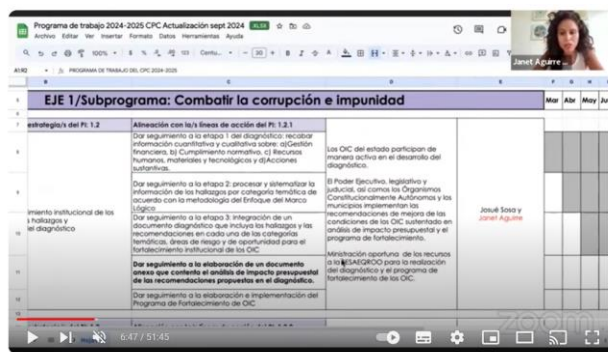 Programa de trabajo 2024-2025 CPC Actualización sept 2024 XLSX
Archivo Editar Ver Insertar Formato Datos Herramientas Ayuda
100%
30
Janet Aguirre ...
PROGRAMA DE TRABAJO DEL CPC 2024-2025
B C D E F G H
EJE 1/Subprograma: Combatir la corrupción e impunidad
Mar Abr May
estrategia/s del PI: 1.2
Alineación con la/s líneas de acción del PI: 1.2.1
Dar seguimiento a la etapa 1 del diagnóstico: recabar
información cuantitativa y cualitativa sobre: a)Gestión
financiera, b) Cumplimiento normativo, c) Recursos
humanos, materiales y tecnológicos y d)Acciones
sustantivas.
Dar seguimiento a la etapa 2: procesar y sistematizar la
información de los hallazgos por categoría temática de
acuerdo con la metodología del Enfoque del Marco
Lógico
imiento institucional de los
s hallazgos y
el diagnóstico
Dar seguimiento a la etapa 3: Integración de un
documento diagnóstico que incluya los hallazgos y las
recomendaciones en cada una de las categorías
temáticas, áreas de riesgo y de oportunidad para el
fortalecimiento institucional de los OIC
Dar seguimiento a la elaboración de un documento
anexo que contenta el análisis de impacto presupuestal
de las recomendaciones propuestas en el diagnóstico.
Dar seguimiento a la elaboración e implementación del
Programa de Fortalecimiento de OIC
Los OIC del estado participan de
manera activa en el desarrollo del
diagnóstico.
El Poder Ejecutivo, legislativo y
judicial, así como los Organismos
Constitucionalmente Autónomos y los
municipios implementan las
recomendaciones de mejora de las
condiciones de los OIC sustentado en
análisis de impacto presupuestal y el
programa de fortalecimiento.
Ministración oportuna de los recursos
a la SESAEQROO para la realización
del diagnóstico y el programa de
fortalecimiento de los OIC.
Josué Sosa y
Janet Aguirre
zoom
6:47 / 51:45